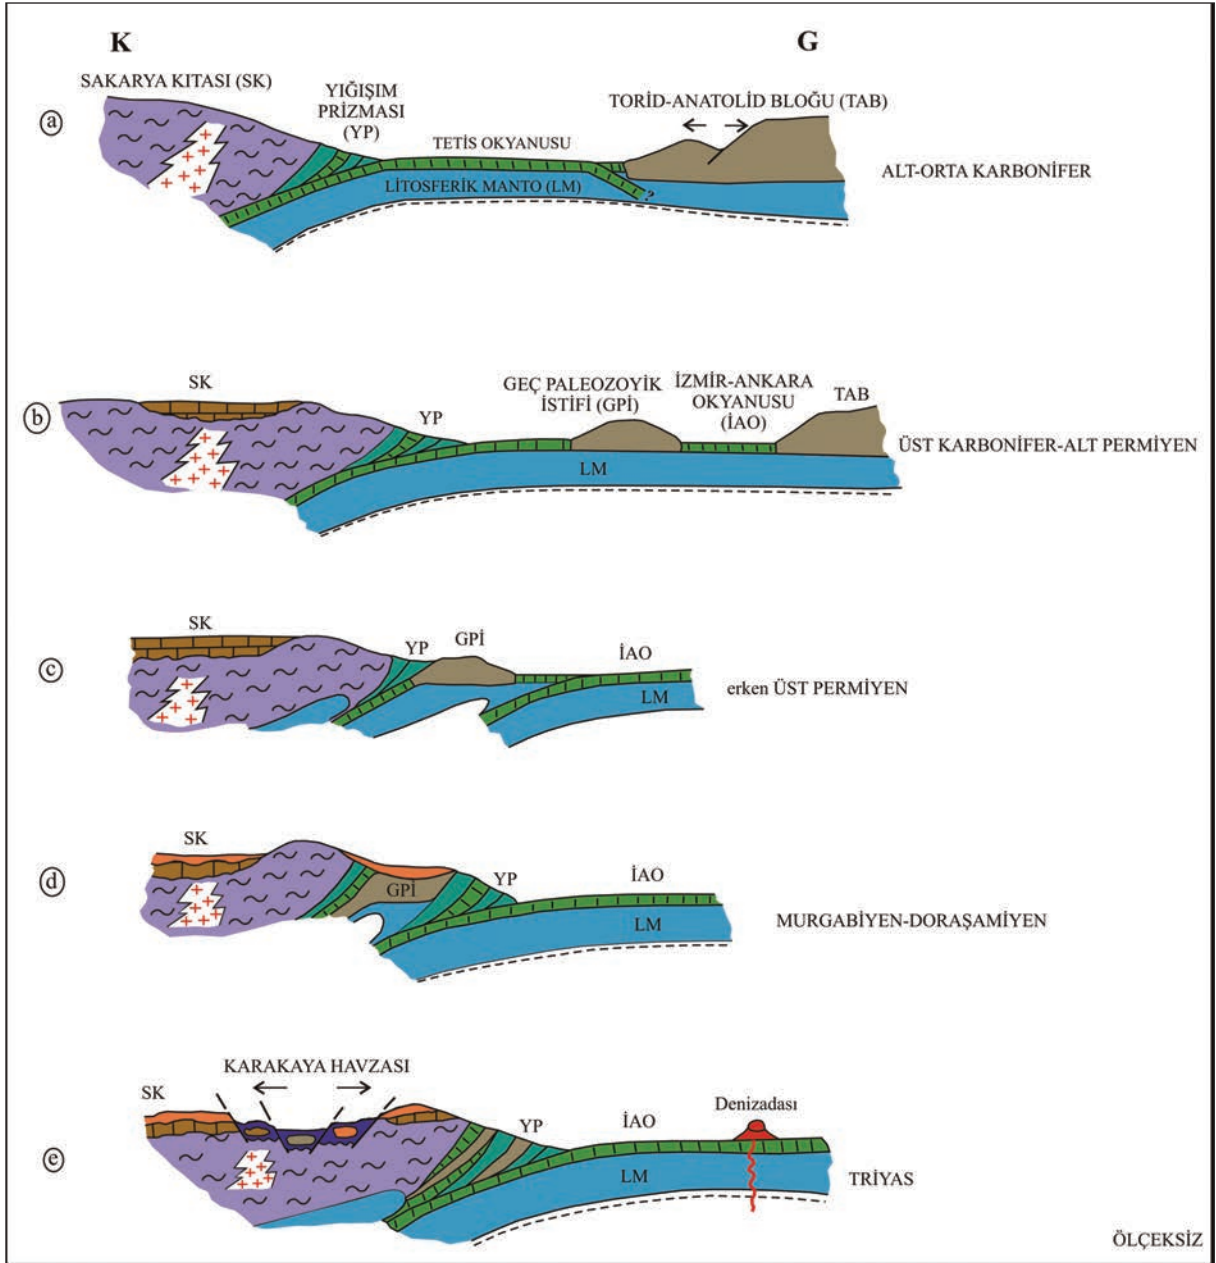 K
G
SAKARYA KITASI (SK)
YIĞIŞIM
PRİZMASI
(YP)
TETİS OKYANUSU
TORİD-ANATOLİD BLOĞU (TAB)
a
LİTOSFERİK MANTO (LM)
?
ALT-ORTA KARBONİFER
SK
YP
GEÇ PALEOZOYİK
İSTİFİ (GPİ)
İZMİR-ANKARA
OKYANUSU
(İAO)
TAB
b
LM
ÜST KARBONİFER-ALT PERMİYEN
SK
YP
GPİ
İAO
c
LM
erken ÜST PERMİYEN
SK
GPİ
YP
İAO
d
LM
MURGABİYEN-DORAŞAMİYEN
KARAKAYA HAVZASI
SK
YP
İAO
Denizadası
e
LM
TRİYAS
ÖLÇEKSİZ